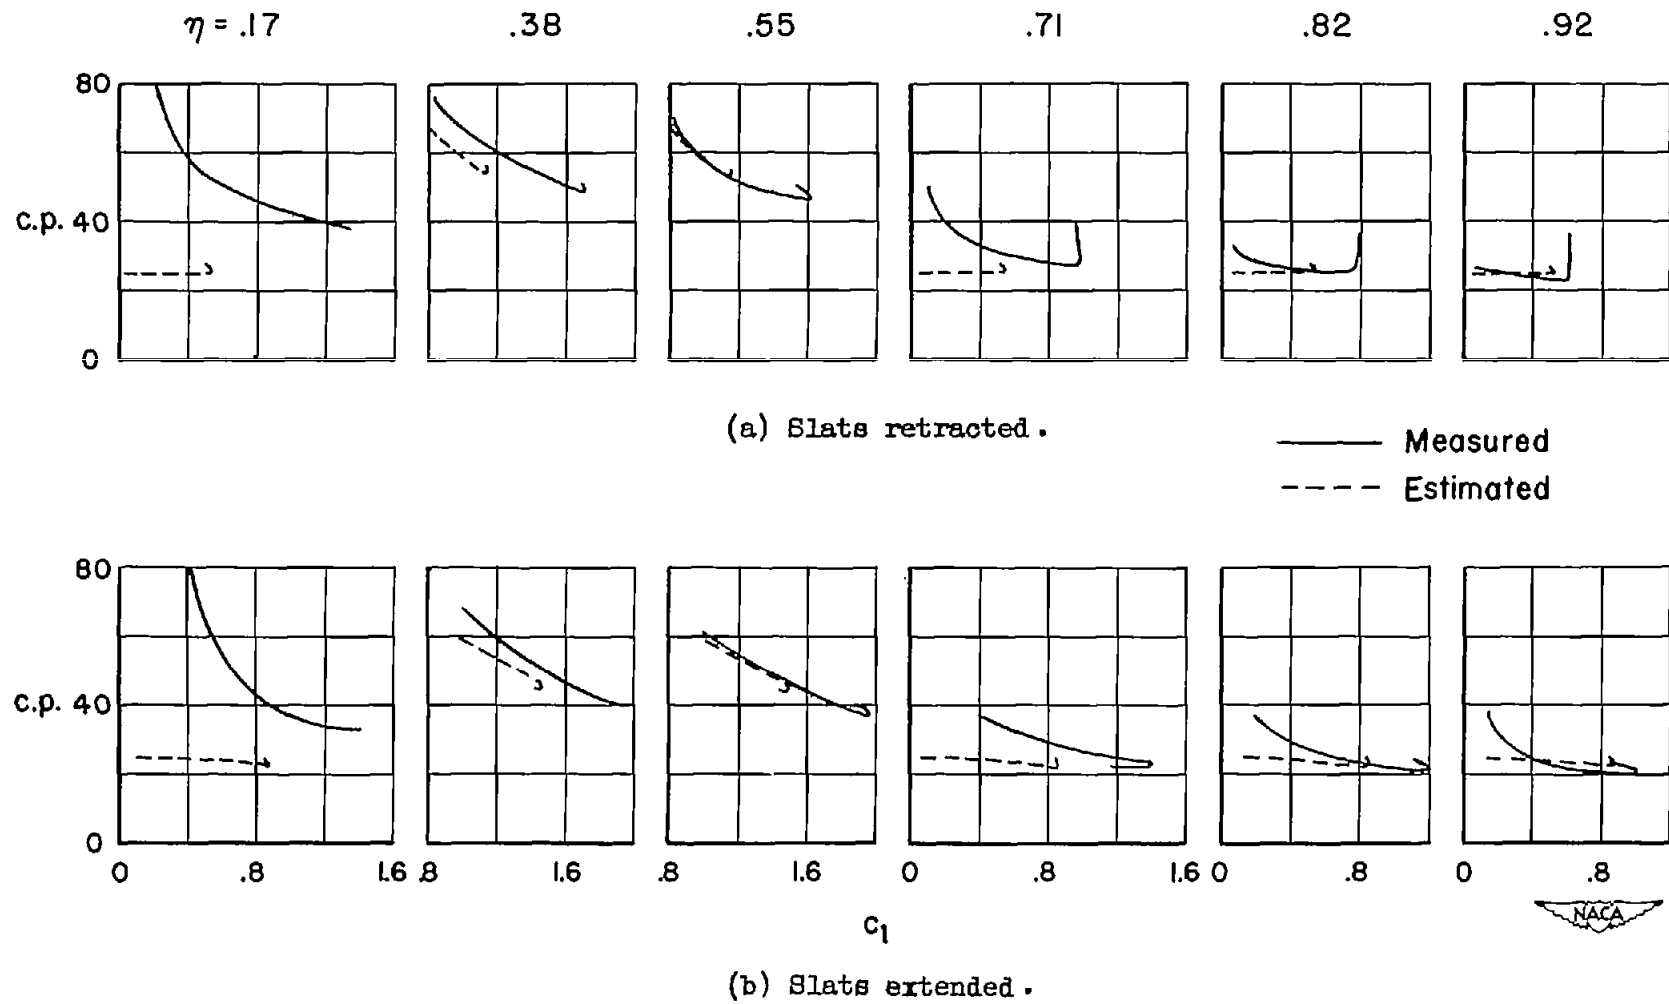 η = .17 .38 .55 .71 .82 .92
80
c.p. 40
0
(a) Slats retracted.
Measured
Estimated
80
c.p. 40
0
0 .8 1.6 .8 1.6 .8 1.6 0 .8 1.6 0 .8 0 .8
c₁
NACA
(b) Slats extended.